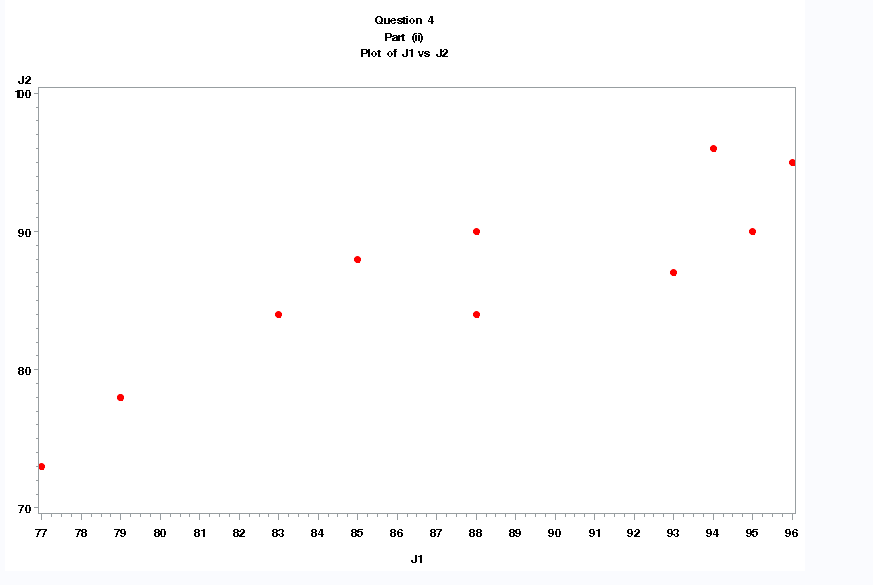 Question 4
Part (ii)
Plot of J1 vs J2
J2
100
90
80
70
77 78 79 80 81 82 83 84 85 86 87 88 89 90 91 92 93 94 95 96
J1